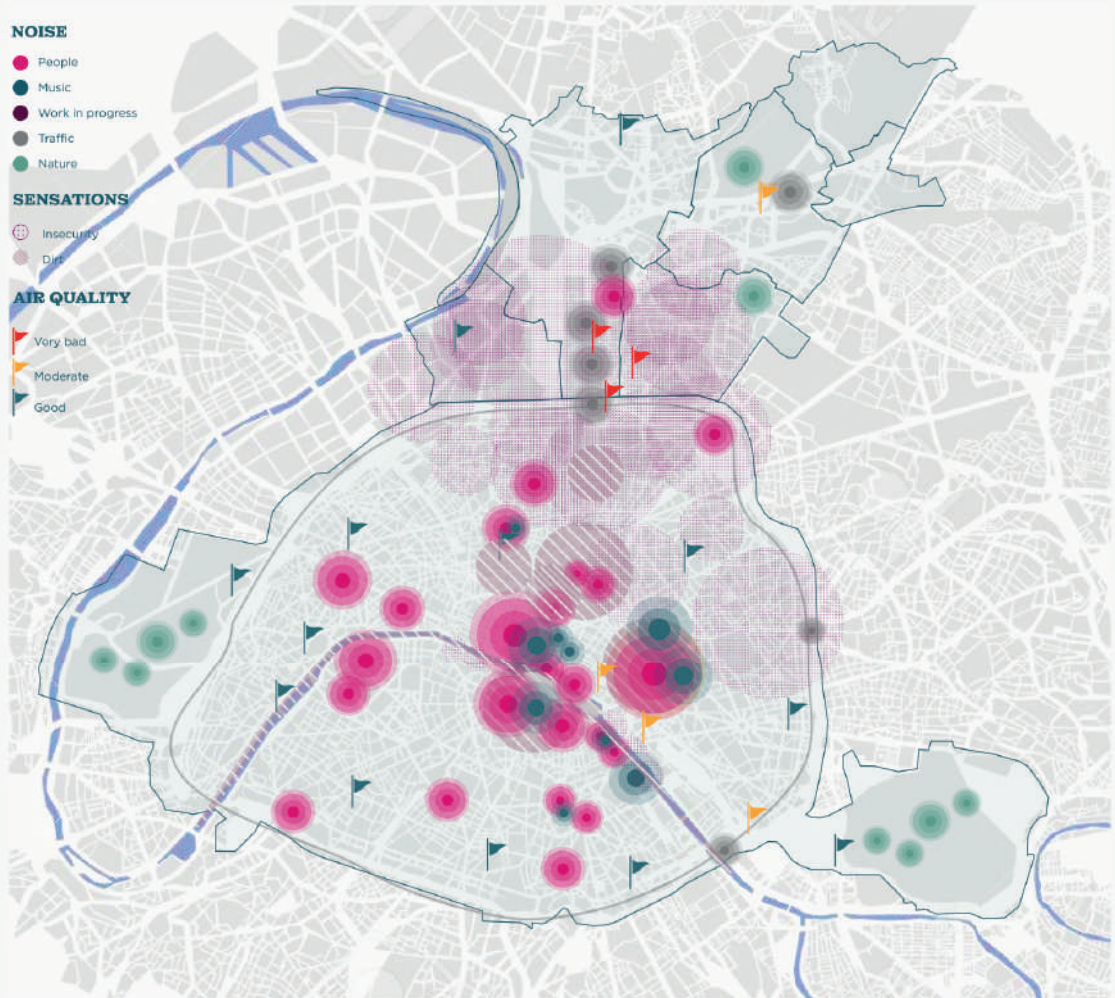 NOISE
People
Music
Work in progress
Traffic
Nature
SENSATIONS
Insecurity
Dirt
AIR QUALITY
Very bad
Moderate
Good